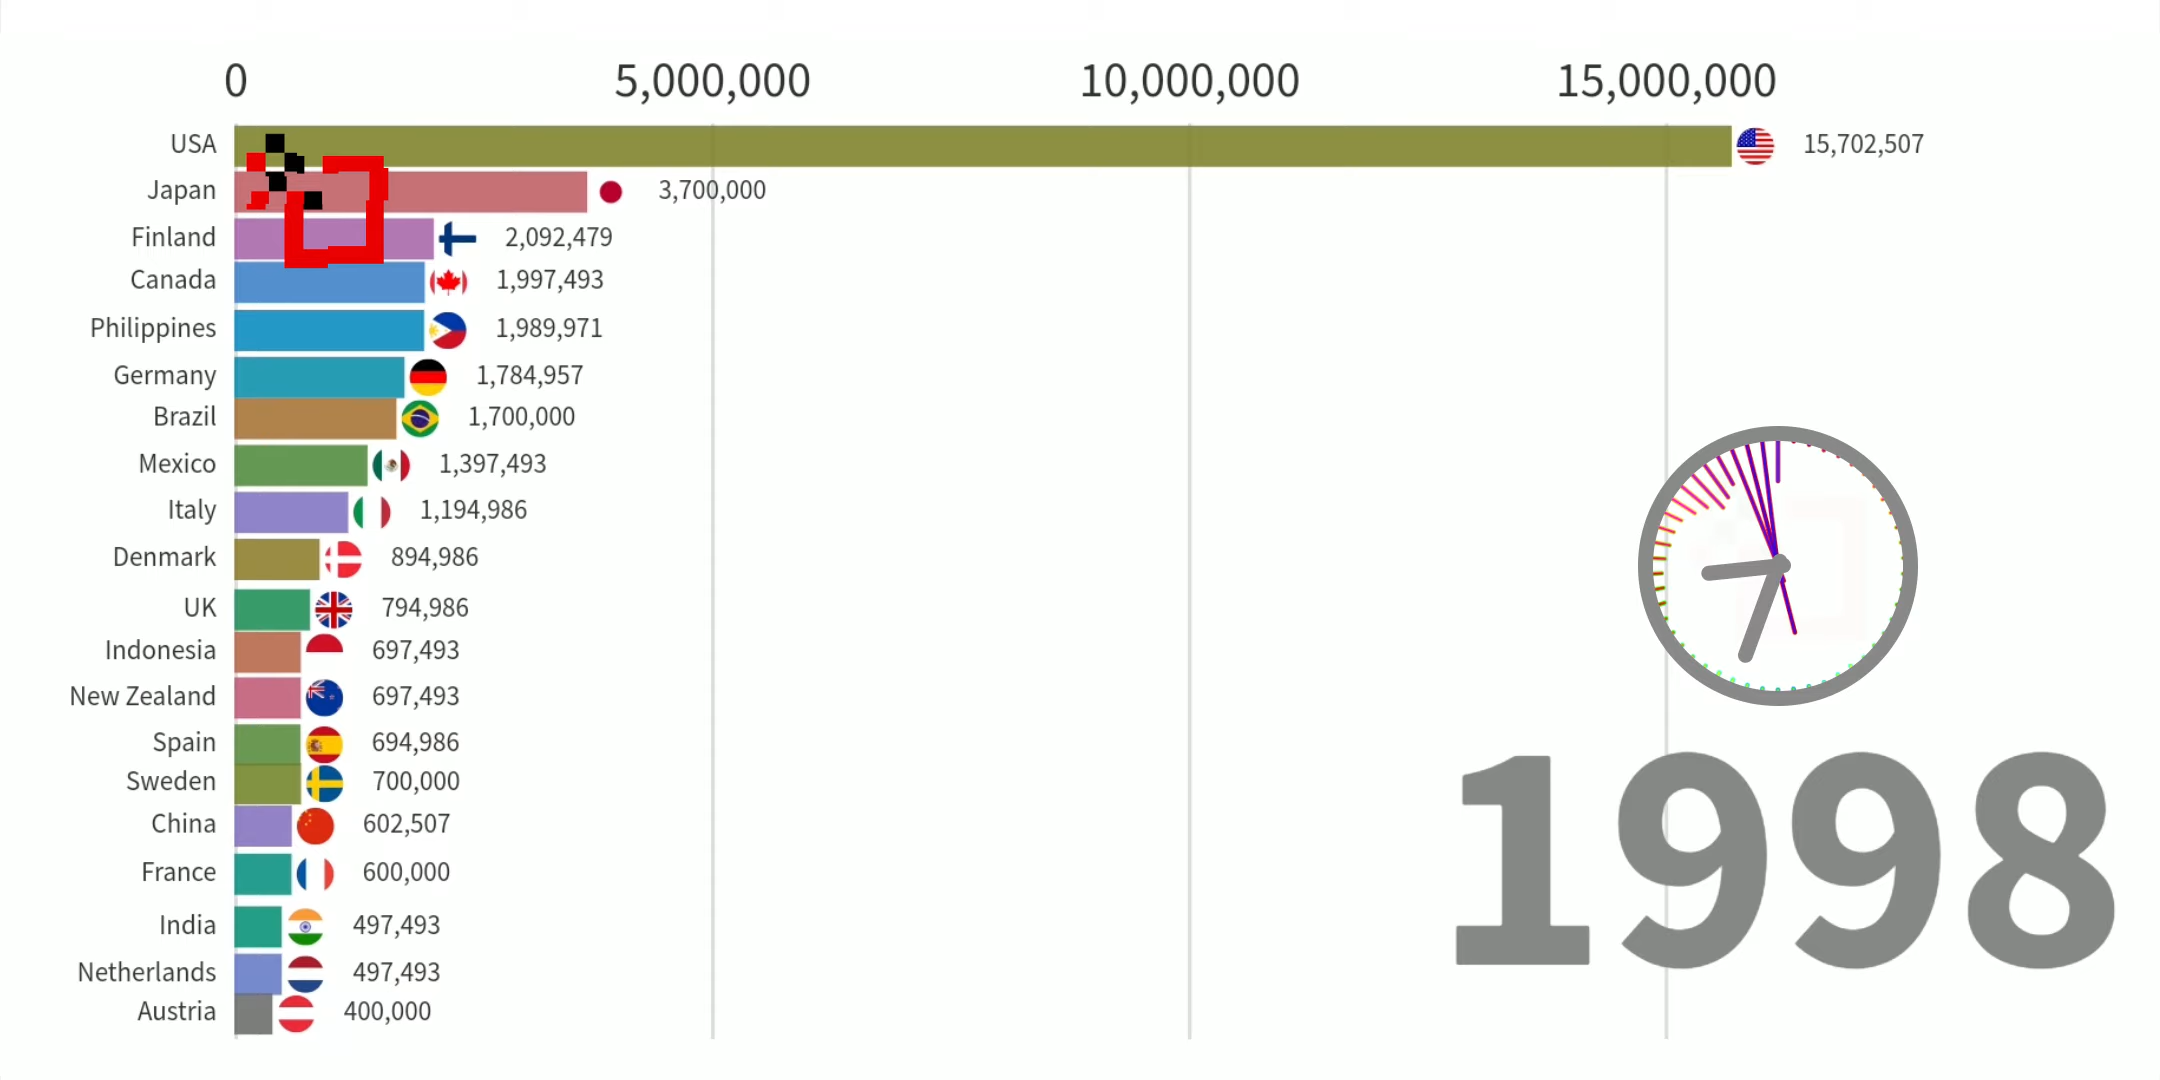 0 5,000,000 10,000,000 15,000,000
USA 15,702,507
Japan 3,700,000
Finland 2,092,479
Canada 1,997,493
Philippines 1,989,971
Germany 1,784,957
Brazil 1,700,000
Mexico 1,397,493
Italy 1,194,986
Denmark 894,986
UK 794,986
Indonesia 697,493
New Zealand 697,493
Spain 694,986
Sweden 700,000
China 602,507
France 600,000
India 497,493
Netherlands 497,493
Austria 400,000
1998